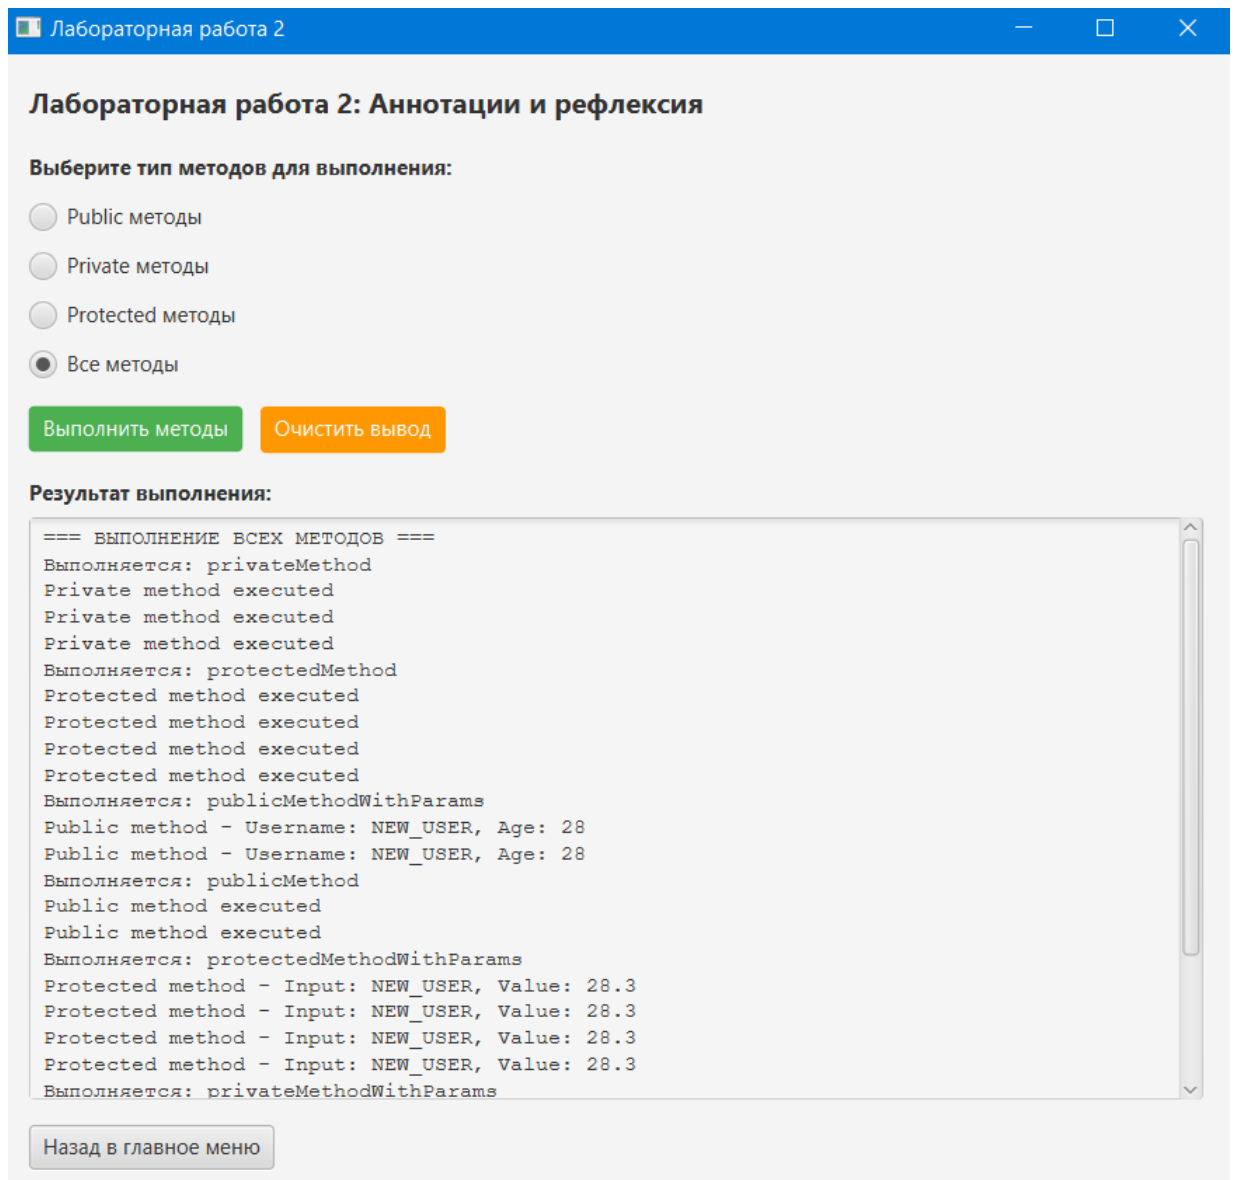 Лабораторная работа 2
Лабораторная работа 2: Аннотации и рефлексия
Выберите тип методов для выполнения:
Public методы
Private методы
Protected методы
Все методы
Выполнить методы Очистить вывод
Результат выполнения:
=== ВЫПОЛНЕНИЕ ВСЕХ МЕТОДОВ ===
Выполняется: privateMethod
Private method executed
Private method executed
Private method executed
Выполняется: protectedMethod
Protected method executed
Protected method executed
Protected method executed
Protected method executed
Выполняется: publicMethodWithParams
Public method - Username: NEW_USER, Age: 28
Public method - Username: NEW_USER, Age: 28
Выполняется: publicMethod
Public method executed
Public method executed
Выполняется: protectedMethodWithParams
Protected method - Input: NEW_USER, Value: 28.3
Protected method - Input: NEW_USER, Value: 28.3
Protected method - Input: NEW_USER, Value: 28.3
Protected method - Input: NEW_USER, Value: 28.3
Выполняется: privateMethodWithParams
Назад в главное меню